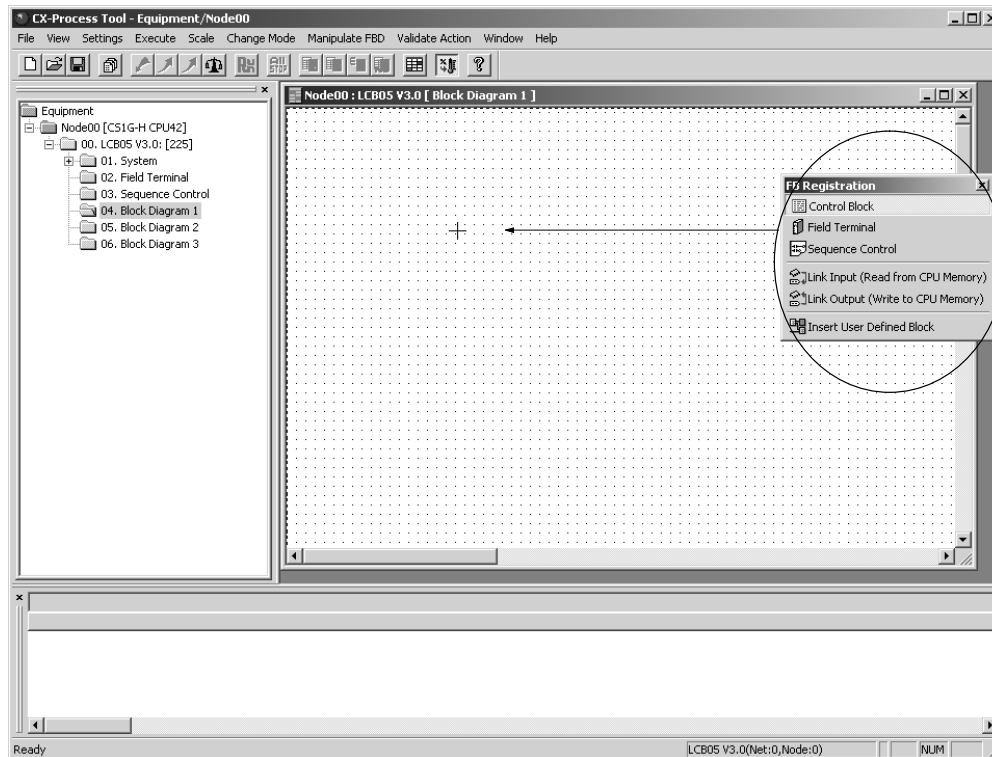 CX-Process Tool - Equipment/Node00
File View Settings Execute Scale Change Mode Manipulate FBD Validate Action Window Help
All
STOP
Equipment
Node00 [CS1G-H CPU42]
00. LCB05 V3.0: [225]
01. System
02. Field Terminal
03. Sequence Control
04. Block Diagram 1
05. Block Diagram 2
06. Block Diagram 3
Node00 : LCB05 V3.0 [ Block Diagram 1 ]
FB Registration
Control Block
Field Terminal
Sequence Control
Link Input (Read from CPU Memory)
Link Output (Write to CPU Memory)
Insert User Defined Block
Ready
LCB05 V3.0(Net:0,Node:0)
NUM